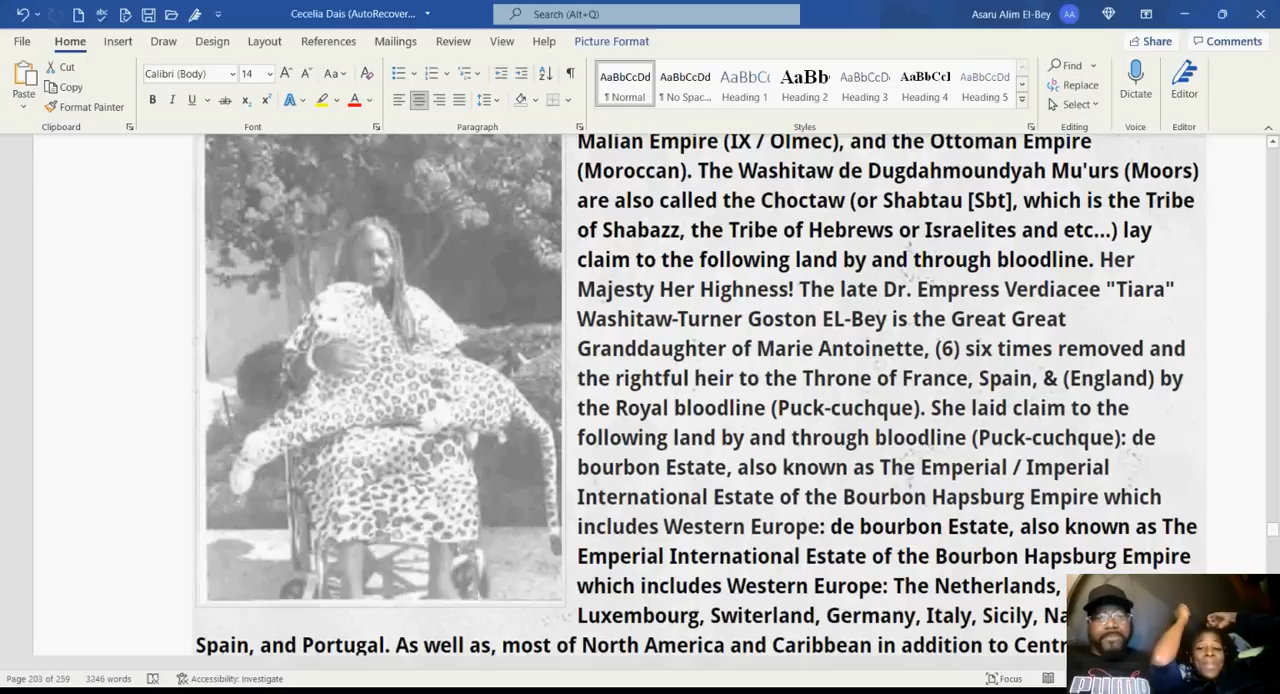 Cecelia Dais (AutoRecover...
Search (Alt+Q)
Asaru Alim El-Bey
AA
File Home Insert Draw Design Layout References Mailings Review View Help Picture Format
Share Comments
Paste
Cut
Copy
Format Painter
Clipboard
Calibri (Body) 14
Font
Paragraph
AaBbCcDd AaBbCcDd AaBbC( AaBb AaBbCcDd AaBbCcI AaBbCcDd
¶ Normal ¶ No Spac... Heading 1 Heading 2 Heading 3 Heading 4 Heading 5
Styles
Find
Replace
Select
Editing
Dictate
Voice
Editor
Editor
Malian Empire (IX / Olmec), and the Ottoman Empire
(Moroccan). The Washitaw de Dugdahmoundyah Mu'urs (Moors)
are also called the Choctaw (or Shabtau [Sbt], which is the Tribe
of Shabazz, the Tribe of Hebrews or Israelites and etc...) lay
claim to the following land by and through bloodline. Her
Majesty Her Highness! The late Dr. Empress Verdiacee "Tiara"
Washitaw-Turner Goston EL-Bey is the Great Great
Granddaughter of Marie Antoinette, (6) six times removed and
the rightful heir to the Throne of France, Spain, & (England) by
the Royal bloodline (Puck-cuchque). She laid claim to the
following land by and through bloodline (Puck-cuchque): de
bourbon Estate, also known as The Emperial / Imperial
International Estate of the Bourbon Hapsburg Empire which
includes Western Europe: de bourbon Estate, also known as The
Emperial International Estate of the Bourbon Hapsburg Empire
which includes Western Europe: The Netherlands,
Luxembourg, Switerland, Germany, Italy, Sicily, Na
Spain, and Portugal. As well as, most of North America and Caribbean in addition to Centr
Page 203 of 259 3246 words Accessibility: Investigate Focus